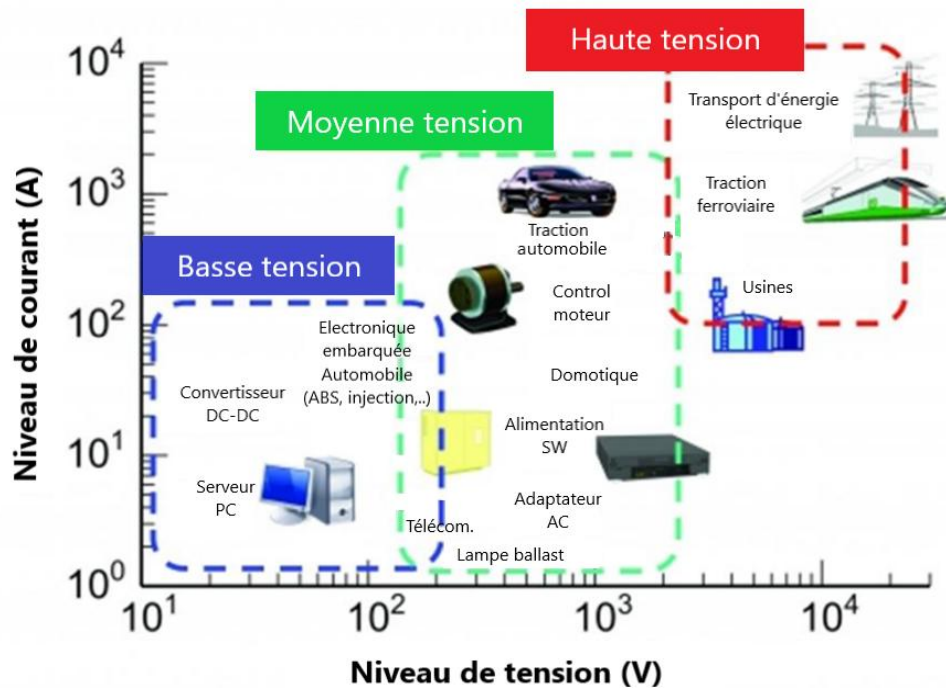 Haute tension
Moyenne tension
Basse tension
Niveau de courant (A)
10⁴
10³
10²
10¹
10⁰
Transport d'énergie
électrique
Traction
ferroviaire
Usines
Traction
automobile
Control
moteur
Domotique
Alimentation
SW
Adaptateur
AC
Lampe ballast
Télécom.
Electronique
embarquée
Automobile
(ABS, injection,..)
Convertisseur
DC-DC
Serveur
PC
10¹
10²
10³
10⁴
Niveau de tension (V)